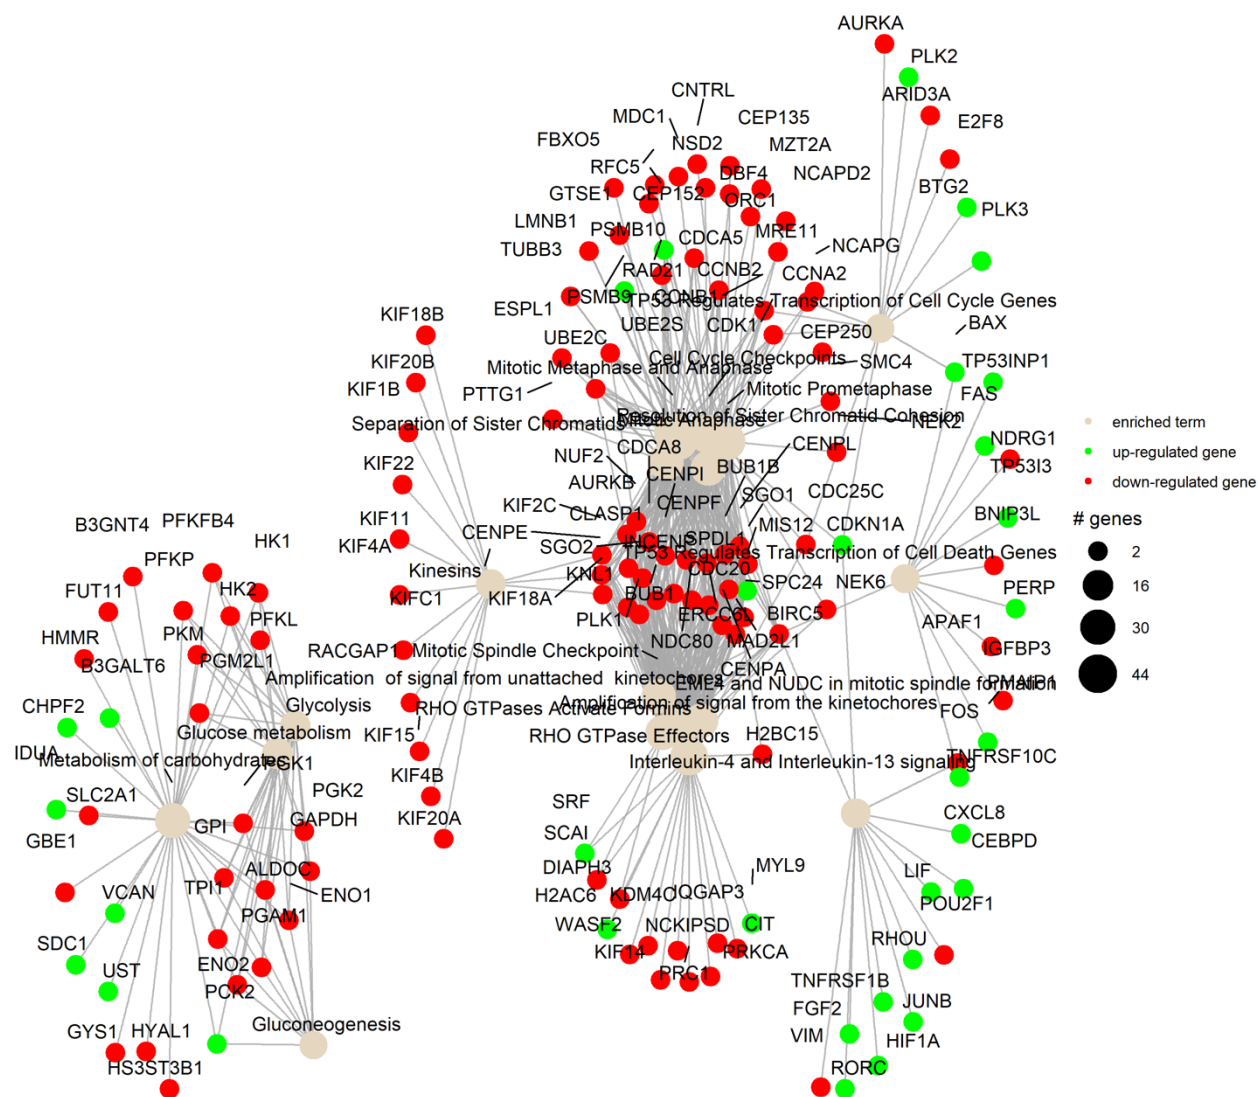 AURKA
PLK2
CNTRL
ARID3A
MDC1
CEP135
E2F8
FBXO5
NSD2
MZT2A
RFC5
DBF4
NCAPD2
GTSE1
CEP152
ORC1
BTG2
LMNB1
PSMB10
CDCA5
MRE11
PLK3
TUBB3
NCAPG
RAD21
CCNB2
CCNA2
PSMB9
CCNB1
TP53 Regulates Transcription of Cell Cycle Genes
ESPL1
KIF18B
UBE2S
CDK1
CEP250
BAX
UBE2C
Cell Cycle Checkpoints
SMC4
TP53INP1
KIF20B
Mitotic Metaphase and Anaphase
KIF1B
PTTG1
Mitotic Prometaphase
FAS
Separation of Sister Chromatids
Resolution of Sister Chromatid Cohesion
Mitotic Anaphase
NEK2
enriched term
CDCA8
CENPL
NDRG1
NUF2
up-regulated gene
KIF22
CENPI
BUB1B
TP53I3
AURKB
down-regulated gene
KIF2C
CENPF
SGO1
CDC25C
KIF11
CLASP1
BNIP3L
# genes
B3GNT4
PFKFB4
CENPE
MIS12
CDKN1A
HK1
KIF4A
SGO2
INCENP
SPDL1
2
PFKP
TP53 Regulates Transcription of Cell Death Genes
Kinesins
KNL1
CDC20
FUT11
HK2
KIFC1
KIF18A
BUB1
SPC24
NEK6
PERP
16
PKM
PFKL
PLK1
ERCC6L
BIRC5
APAF1
30
HMMR
PGM2L1
RACGAP1
Mitotic Spindle Checkpoint
NDC80
MAD2L1
IGFBP3
B3GALT6
Amplification of signal from unattached kinetochores
CENPA
44
EML4 and NUDC in mitotic spindle formation
PMAIP1
CHPF2
Glycolysis
RHO GTPases Activate Formins
Amplification of signal from the kinetochores
FOS
Glucose metabolism
KIF15
RHO GTPase Effectors
H2BC15
IDUA
Metabolism of carbohydrates
PGK1
Interleukin-4 and Interleukin-13 signaling
TNFRSF10C
SLC2A1
PGK2
KIF4B
SRF
CXCL8
GBE1
GPI
GAPDH
KIF20A
SCAI
CEBPD
DIAPH3
MYL9
LIF
VCAN
TPI1
ALDOC
ENO1
H2AC6
KDM4C
IQGAP3
POU2F1
PGAM1
WASF2
NCKIPSD
CIT
SDC1
KIF14
PRKCA
RHOU
UST
ENO2
PRC1
TNFRSF1B
PCK2
FGF2
JUNB
GYS1
HYAL1
Gluconeogenesis
VIM
HIF1A
HS3ST3B1
RORC